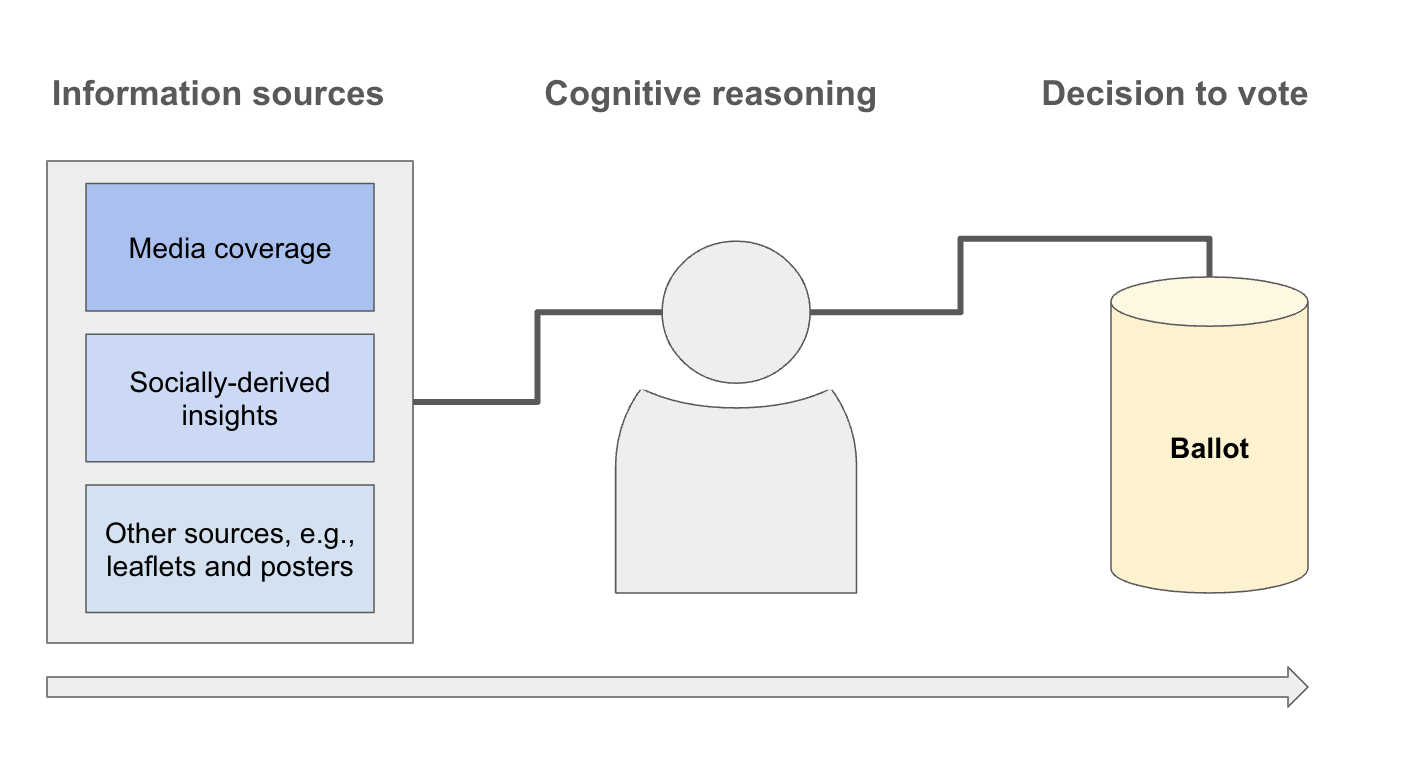 Information sources
Cognitive reasoning
Decision to vote
Media coverage
Socially-derived
insights
Other sources, e.g.,
leaflets and posters
Ballot